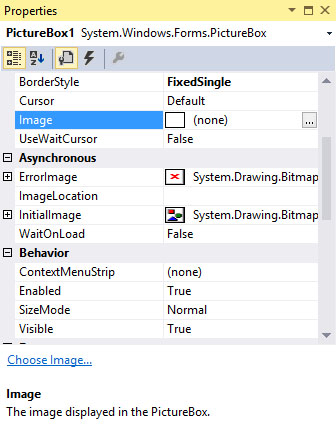 Properties
PictureBox1 System.Windows.Forms.PictureBox
BorderStyle FixedSingle
Cursor Default
Image (none) ...
UseWaitCursor False
Asynchronous
ErrorImage System.Drawing.Bitmap
ImageLocation
InitialImage System.Drawing.Bitmap
WaitOnLoad False
Behavior
ContextMenuStrip (none)
Enabled True
SizeMode Normal
Visible True
Choose Image...
Image
The image displayed in the PictureBox.